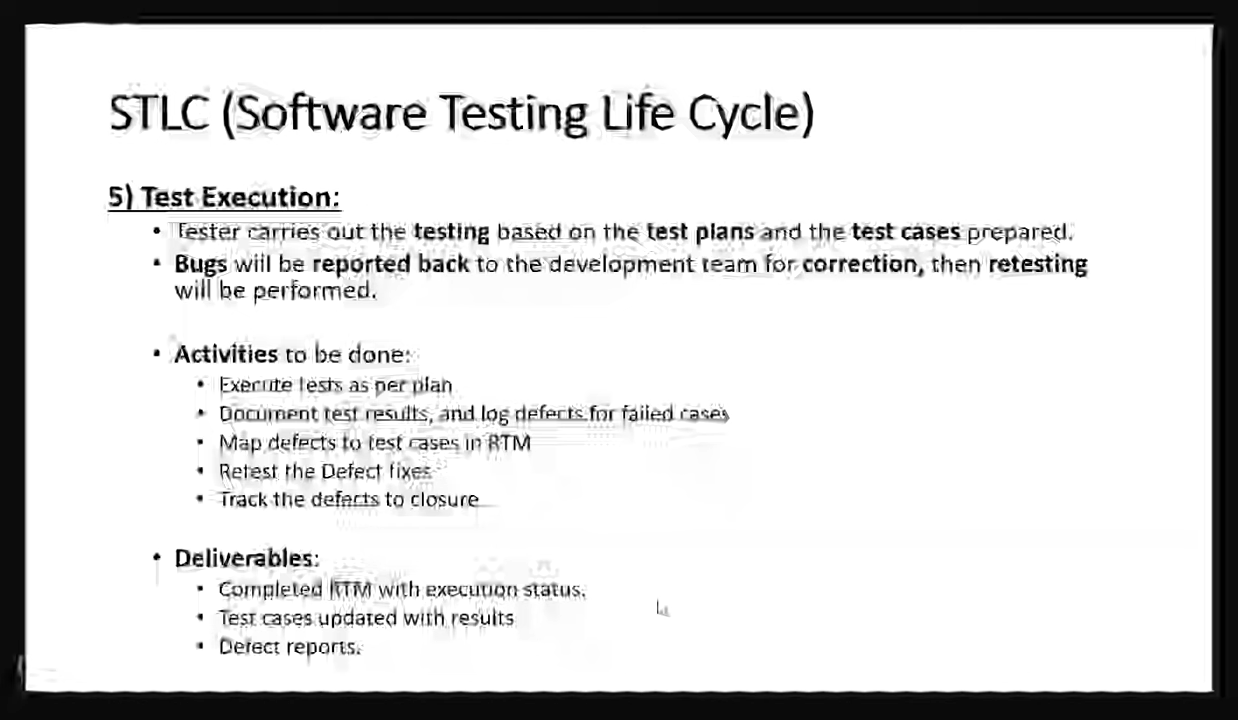 STLC (Software Testing Life Cycle)
5) Test Execution:
• Tester carries out the testing based on the test plans and the test cases prepared.
• Bugs will be reported back to the development team for correction, then retesting
will be performed.
• Activities to be done:
• Execute tests as per plan
• Document test results, and log defects for failed cases
• Map defects to test cases in RTM
• Retest the Defect fixes
• Track the defects to closure
• Deliverables:
• Completed RTM with execution status.
• Test cases updated with results
• Defect reports.